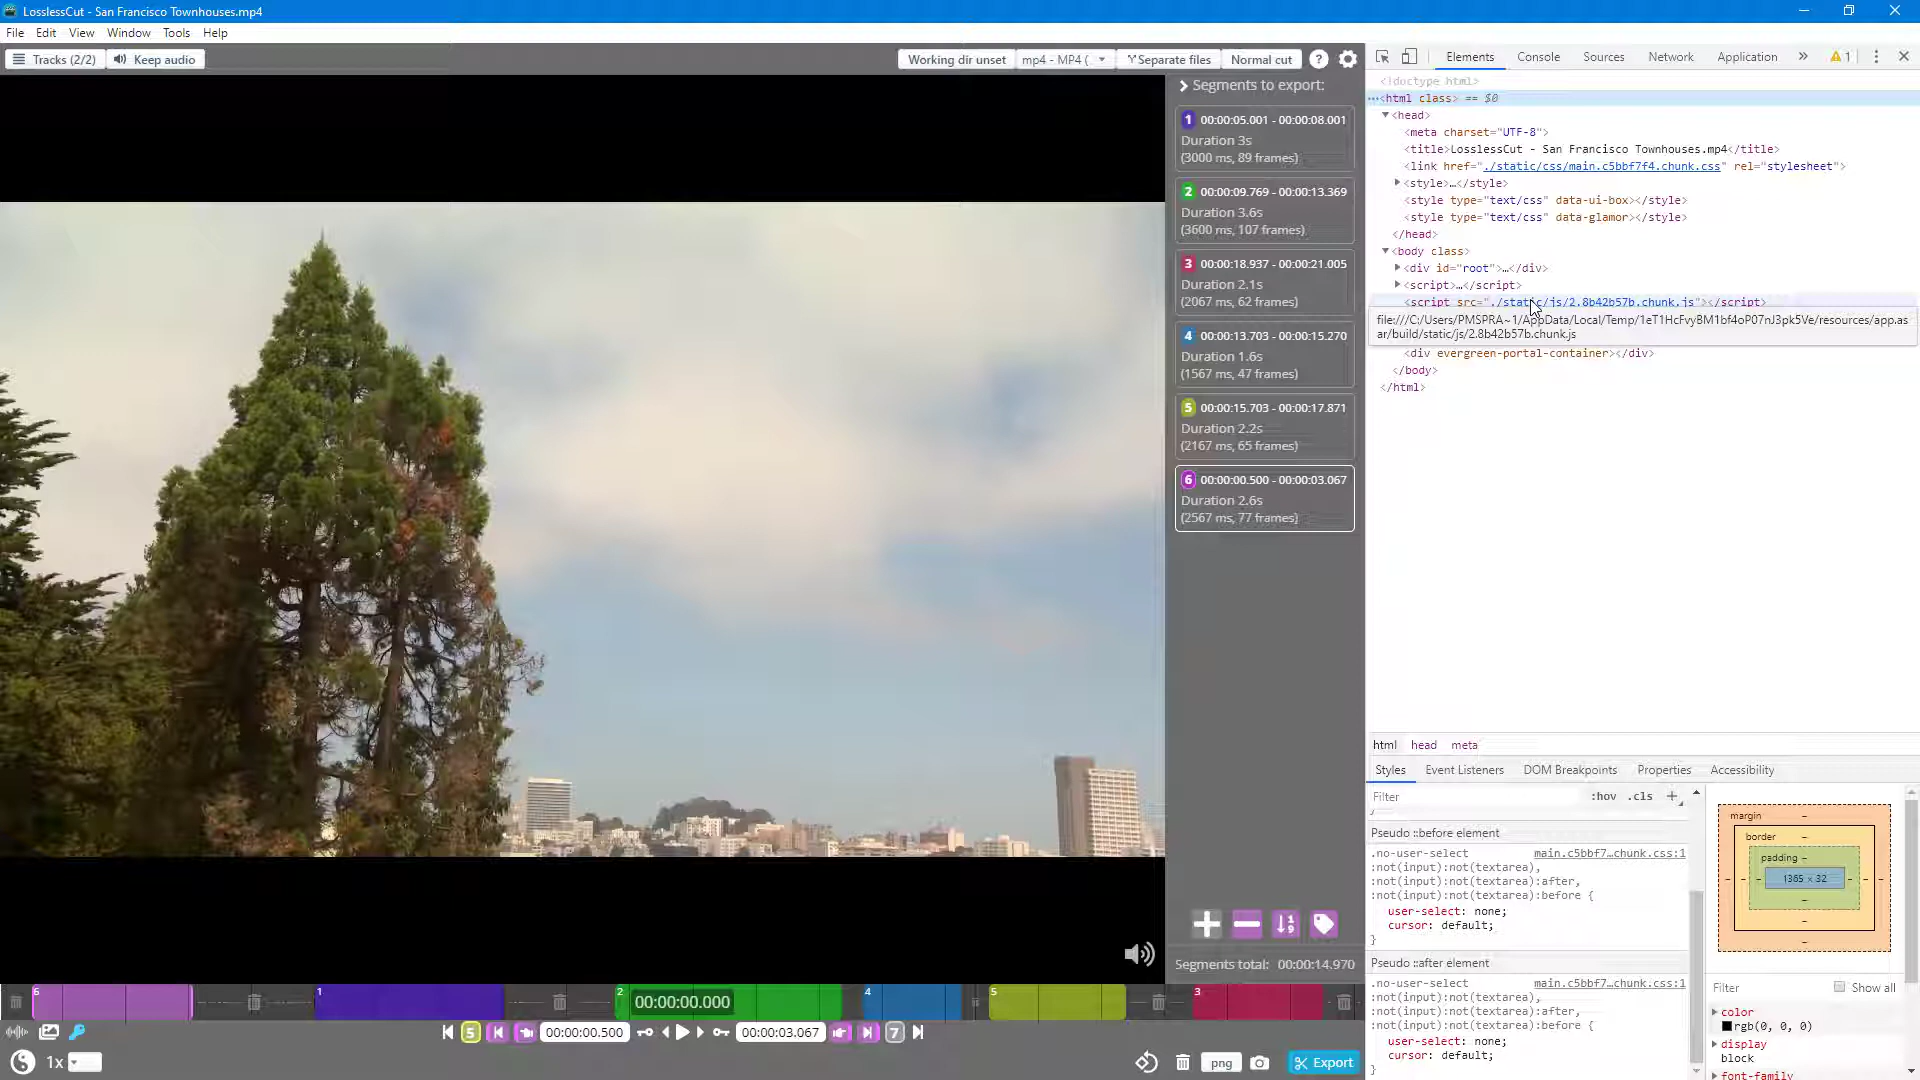 LosslessCut - San Francisco Townhouses.mp4
File Edit View Window Tools Help
Tracks (2/2) Keep audio Working dir unset mp4 - MP4 ( Separate files Normal cut ?
Segments to export:
1 00:00:05.001 - 00:00:08.001
Duration 3s
(3000 ms, 89 frames)
2 00:00:09.769 - 00:00:13.369
Duration 3.6s
(3600 ms, 107 frames)
3 00:00:18.937 - 00:00:21.005
Duration 2.1s
(2067 ms, 62 frames)
4 00:00:13.703 - 00:00:15.270
Duration 1.6s
(1567 ms, 47 frames)
5 00:00:15.703 - 00:00:17.871
Duration 2.2s
(2167 ms, 65 frames)
6 00:00:00.500 - 00:00:03.067
Duration 2.6s
(2567 ms, 77 frames)
Segments total: 00:00:14.970
6 1 2 00:00:00.000 4 5 3
5 00:00:00.500 00:00:03.067 7
1x png Export
Elements Console Sources Network Application » 1
<!doctype html>
<html class> == $0
<head>
<meta charset="UTF-8">
<title>LosslessCut - San Francisco Townhouses.mp4</title>
<link href="./static/css/main.c5bbf7f4.chunk.css" rel="stylesheet">
<style>…</style>
<style type="text/css" data-ui-box></style>
<style type="text/css" data-glamor></style>
</head>
<body class>
<div id="root">…</div>
<script>…</script>
<script src="./static/js/2.8b42b57b.chunk.js"></script>
file:///C:/Users/PMSPRA~1/AppData/Local/Temp/1eT1HcFvyBM1bf4oP07nJ3pk5Ve/resources/app.as
ar/build/static/js/2.8b42b57b.chunk.js
<div evergreen-portal-container></div>
</body>
</html>
html head meta
Styles Event Listeners DOM Breakpoints Properties Accessibility
Filter :hov .cls +
}
Pseudo ::before element
.no-user-select main.c5bbf7…chunk.css:1
:not(input):not(textarea),
:not(input):not(textarea):after,
:not(input):not(textarea):before {
user-select: none;
cursor: default;
}
Pseudo ::after element
.no-user-select main.c5bbf7…chunk.css:1
:not(input):not(textarea),
:not(input):not(textarea):after,
:not(input):not(textarea):before {
user-select: none;
cursor: default;
}
margin –
border –
padding –
1365 × 32
Filter Show all
color
rgb(0, 0, 0)
display
block
font-family